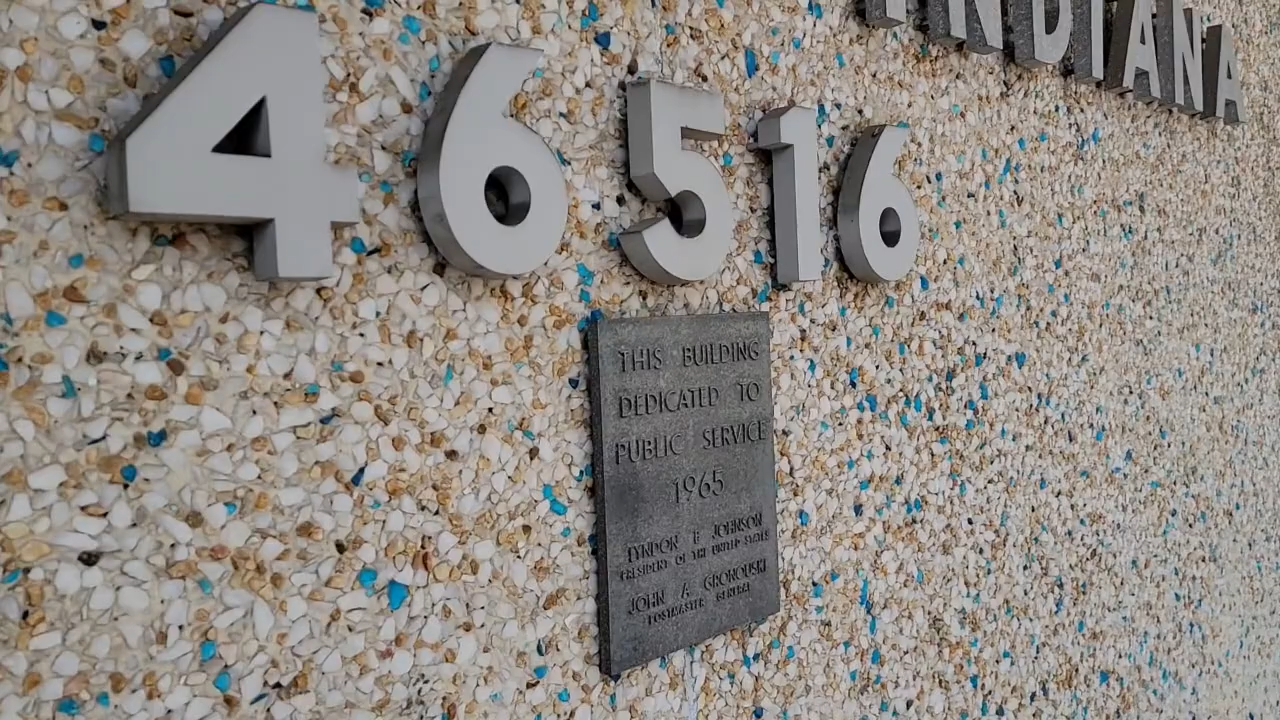 INDIANA
46516
THIS BUILDING
DEDICATED TO
PUBLIC SERVICE
1965
LYNDON B JOHNSON
PRESIDENT OF THE UNITED STATES
JOHN A GRONOUSKI
POSTMASTER GENERAL